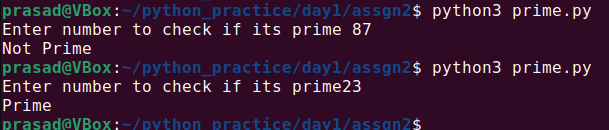 prasad@VBox:~/python_practice/day1/assgn2$ python3 prime.py
Enter number to check if its prime 87
Not Prime
prasad@VBox:~/python_practice/day1/assgn2$ python3 prime.py
Enter number to check if its prime23
Prime
prasad@VBox:~/python_practice/day1/assgn2$